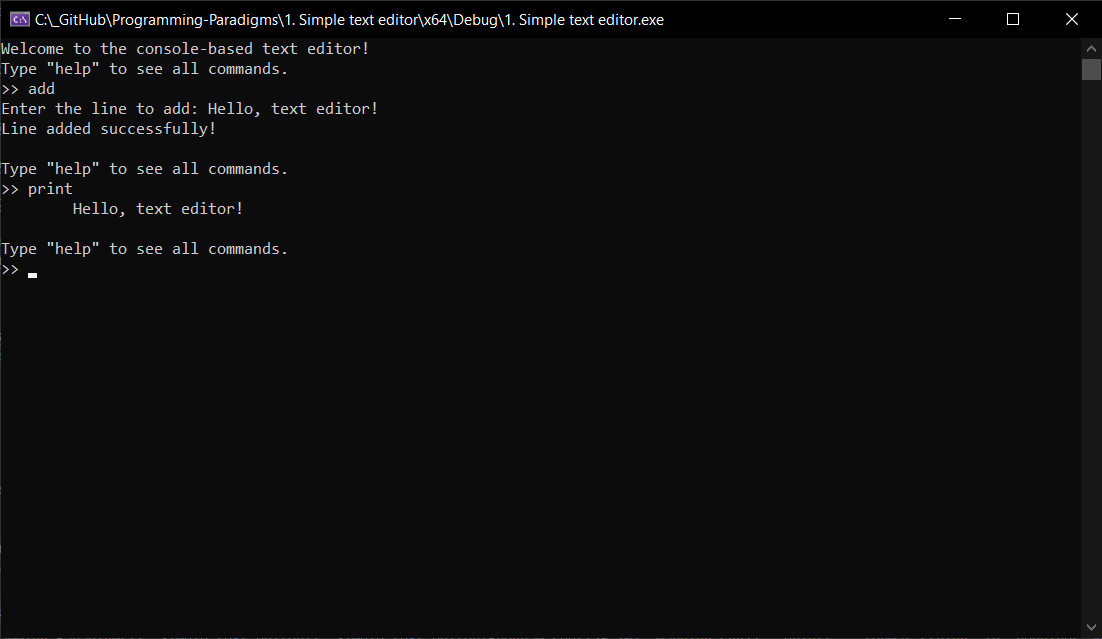 C:\_GitHub\Programming-Paradigms\1. Simple text editor\x64\Debug\1. Simple text editor.exe
Welcome to the console-based text editor!
Type "help" to see all commands.
>> add
Enter the line to add: Hello, text editor!
Line added successfully!
Type "help" to see all commands.
>> print
Hello, text editor!
Type "help" to see all commands.
>>